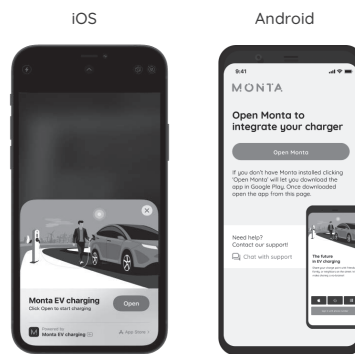 iOS
Android
Monta EV charging
Click Open to start charging
Open
Powered by
Monta EV charging
App Store
9:41
MONTA
Open Monta to
integrate your charger
Open Monta
If you don't have Monta installed clicking
'Open Monta' will let you download the
app in Google Play. Once downloaded
open the app from this page.
Need help?
Contact our support!
Chat with support
The future
in EV charging